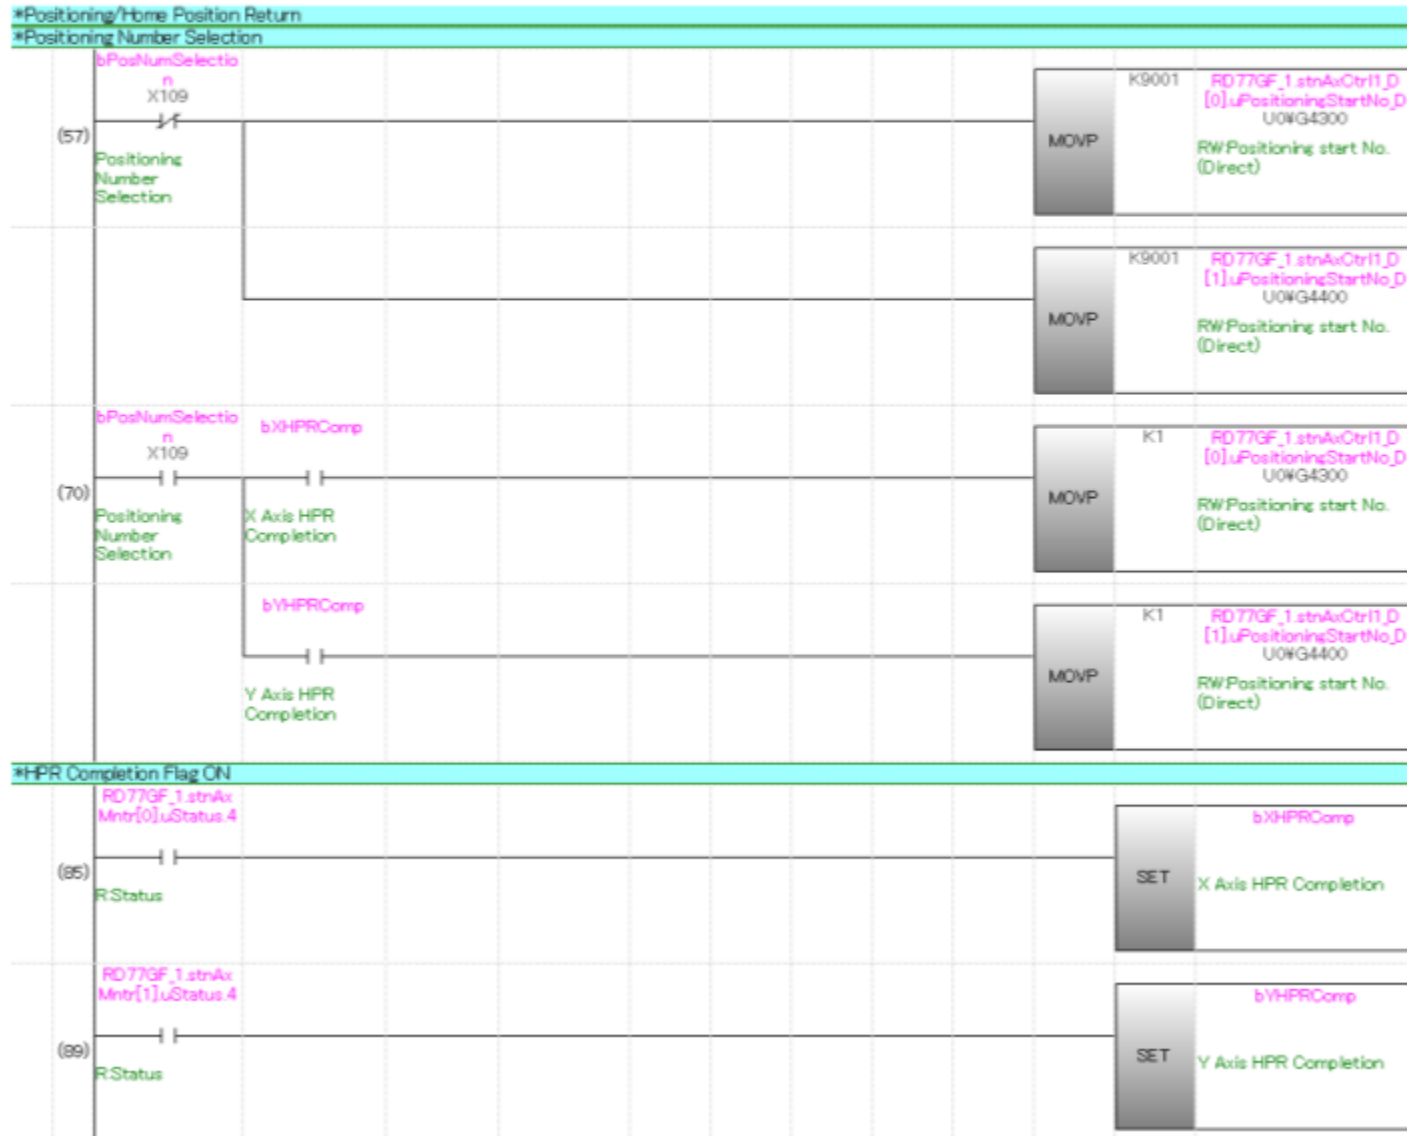 *Positioning/Home Position Return
*Positioning Number Selection
bPosNumSelectio
n
X109
(57)
Positioning
Number
Selection
MOVP
K9001
RD77GF_1.stnAxCtrl1_D
[0].uPositioningStartNo_D
U0¥G4300
RW:Positioning start No.
(Direct)
MOVP
K9001
RD77GF_1.stnAxCtrl1_D
[1].uPositioningStartNo_D
U0¥G4400
RW:Positioning start No.
(Direct)
bPosNumSelectio
n
X109
(70)
Positioning
Number
Selection
bXHPRComp
X Axis HPR
Completion
MOVP
K1
RD77GF_1.stnAxCtrl1_D
[0].uPositioningStartNo_D
U0¥G4300
RW:Positioning start No.
(Direct)
bYHPRComp
Y Axis HPR
Completion
MOVP
K1
RD77GF_1.stnAxCtrl1_D
[1].uPositioningStartNo_D
U0¥G4400
RW:Positioning start No.
(Direct)
*HPR Completion Flag ON
RD77GF_1.stnAx
Mntr[0].uStatus.4
(85)
R:Status
SET
bXHPRComp
X Axis HPR Completion
RD77GF_1.stnAx
Mntr[1].uStatus.4
(89)
R:Status
SET
bYHPRComp
Y Axis HPR Completion